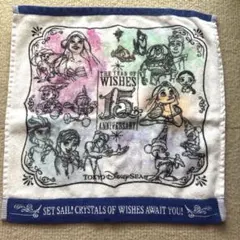 THE YEAR OF
WISHES
15
ANNIVERSARY
TOKYO DISNEYSEA
SET SAIL! CRYSTALS OF WISHES AWAIT YOU!